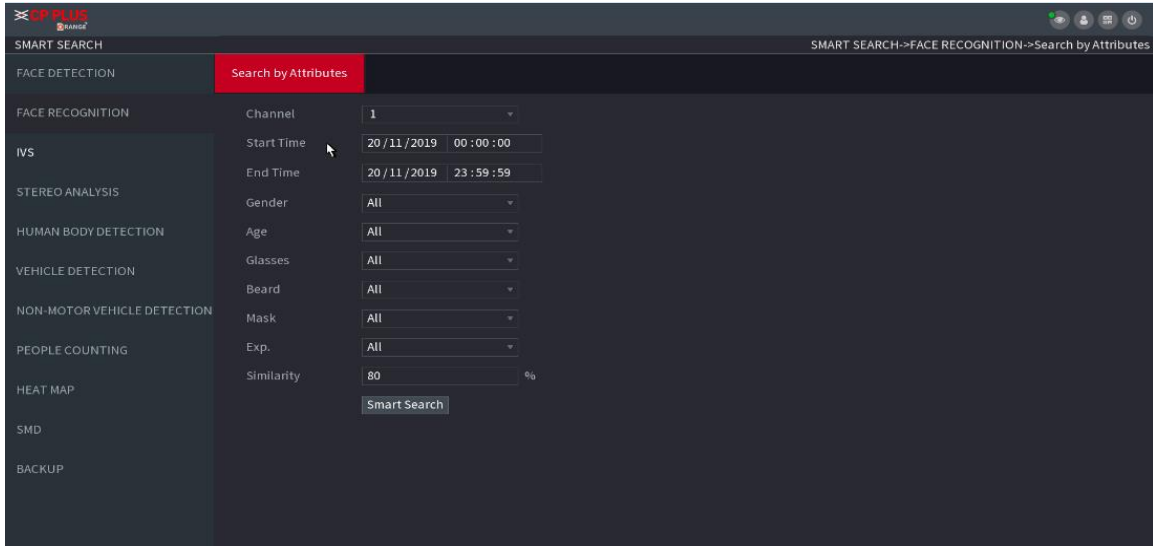 CP PLUS
ORANGE
SMART SEARCH
SMART SEARCH->FACE RECOGNITION->Search by Attributes
FACE DETECTION
Search by Attributes
FACE RECOGNITION
Channel 1
IVS
Start Time 20/11/2019 00:00:00
End Time 20/11/2019 23:59:59
STEREO ANALYSIS
Gender All
HUMAN BODY DETECTION
Age All
Glasses All
VEHICLE DETECTION
Beard All
NON-MOTOR VEHICLE DETECTION
Mask All
PEOPLE COUNTING
Exp. All
Similarity 80 %
HEAT MAP
Smart Search
SMD
BACKUP